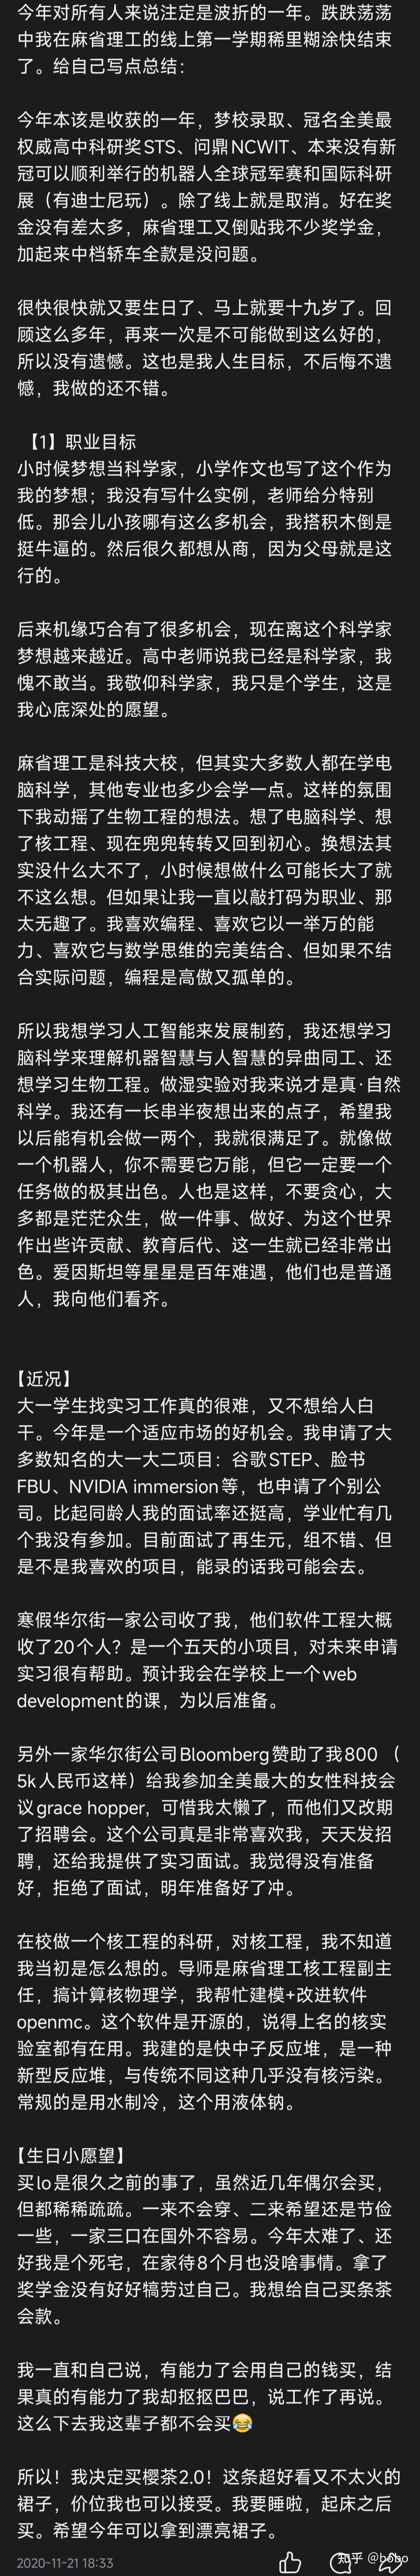 今年对所有人来说注定是波折的一年。跌跌荡荡
中我在麻省理工的线上第一学期稀里糊涂快结束
了。给自己写点总结：
今年本该是收获的一年，梦校录取、冠名全美最
权威高中科研奖STS、问鼎NCWIT、本来没有新
冠可以顺利举行的机器人全球冠军赛和国际科研
展（有迪士尼玩）。除了线上就是取消。好在奖
金没有差太多，麻省理工又倒贴我不少奖学金，
加起来中档轿车全款是没问题。
很快很快就又要生日了、马上就要十九岁了。回
顾这么多年，再来一次是不可能做到这么好的，
所以没有遗憾。这也是我人生目标，不后悔不遗
憾，我做的还不错。
【1】职业目标
小时候梦想当科学家，小学作文也写了这个作为
我的梦想；我没有写什么实例，老师给分特别
低。那会儿小孩哪有这么多机会，我搭积木倒是
挺牛逼的。然后很久都想从商，因为父母就是这
行的。
后来机缘巧合有了很多机会，现在离这个科学家
梦想越来越近。高中老师说我已经是科学家，我
愧不敢当。我敬仰科学家，我只是个学生，这是
我心底深处的愿望。
麻省理工是科技大校，但其实大多数人都在学电
脑科学，其他专业也多少会学一点。这样的氛围
下我动摇了生物工程的想法。想了电脑科学、想
了核工程、现在兜兜转转又回到初心。换想法其
实没什么大不了，小时候想做什么可能长大了就
不这么想。但如果让我一直以敲打码为职业、那
太无趣了。我喜欢编程、喜欢它以一举万的能
力、喜欢它与数学思维的完美结合、但如果不结
合实际问题，编程是高傲又孤单的。
所以我想学习人工智能来发展制药，我还想学习
脑科学来理解机器智慧与人智慧的异曲同工、还
想学习生物工程。做湿实验对我来说才是真·自然
科学。我还有一长串半夜想出来的点子，希望我
以后能有机会做一两个，我就很满足了。就像做
一个机器人，你不需要它万能，但它一定要一个
任务做的极其出色。人也是这样，不要贪心，大
多都是茫茫众生，做一件事、做好、为这个世界
作出些许贡献、教育后代、这一生就已经非常出
色。爱因斯坦等星星是百年难遇，他们也是普通
人，我向他们看齐。
【近况】
大一学生找实习工作真的很难，又不想给人白
干。今年是一个适应市场的好机会。我申请了大
多数知名的大一大二项目：谷歌STEP、脸书
FBU、NVIDIA immersion等，也申请了个别公
司。比起同龄人我的面试率还挺高，学业忙有几
个我没有参加。目前面试了再生元，组不错、但
是不是我喜欢的项目，能录的话我可能会去。
寒假华尔街一家公司收了我，他们软件工程大概
收了20个人？是一个五天的小项目，对未来申请
实习很有帮助。预计我会在学校上一个web
development的课，为以后准备。
另外一家华尔街公司Bloomberg赞助了我800 （
5k人民币这样）给我参加全美最大的女性科技会
议grace hopper，可惜我太懒了，而他们又改期
了招聘会。这个公司真是非常喜欢我，天天发招
聘，还给我提供了实习面试。我觉得没有准备
好，拒绝了面试，明年准备好了冲。
在校做一个核工程的科研，对核工程，我不知道
我当初是怎么想的。导师是麻省理工核工程副主
任，搞计算核物理学，我帮忙建模+改进软件
openmc。这个软件是开源的，说得上名的核实
验室都有在用。我建的是快中子反应堆，是一种
新型反应堆，与传统不同这种几乎没有核污染。
常规的是用水制冷，这个用液体钠。
【生日小愿望】
买lo是很久之前的事了，虽然近几年偶尔会买，
但都稀稀疏疏。一来不会穿、二来希望还是节俭
一些，一家三口在国外不容易。今年太难了、还
好我是个死宅，在家待8个月也没啥事情。拿了
奖学金没有好好犒劳过自己。我想给自己买条茶
会款。
我一直和自己说，有能力了会用自己的钱买，结
果真的有能力了我却抠抠巴巴，说工作了再说。
这么下去我这辈子都不会买😂
所以！我决定买樱茶2.0！这条超好看又不太火的
裙子，价位我也可以接受。我要睡啦，起床之后
买。希望今年可以拿到漂亮裙子。
2020-11-21 18:33
知乎 @bobo